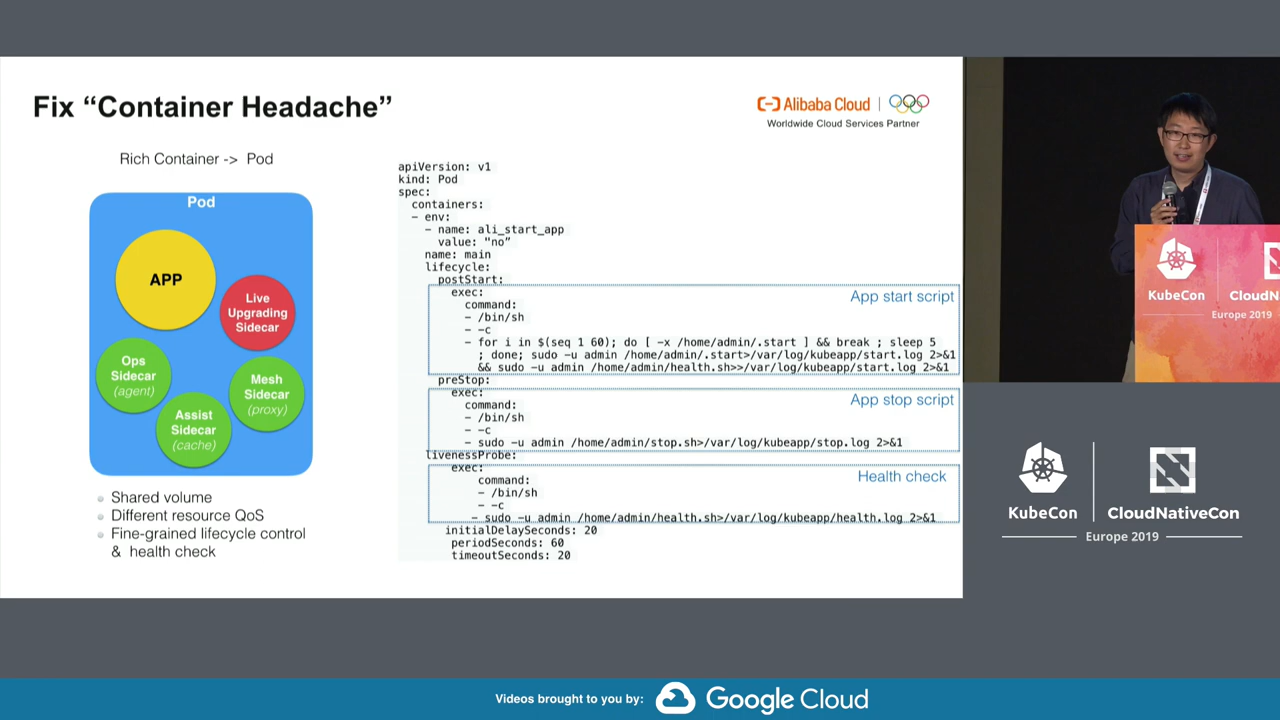 Fix “Container Headache”
Alibaba Cloud
Worldwide Cloud Services Partner
Rich Container -> Pod
Pod
APP
Live
Upgrading
Sidecar
Ops
Sidecar
(agent)
Mesh
Sidecar
(proxy)
Assist
Sidecar
(cache)
Shared volume
Different resource QoS
Fine-grained lifecycle control
& health check
apiVersion: v1
kind: Pod
spec:
containers:
- env:
- name: ali_start_app
value: "no"
name: main
lifecycle:
postStart:
exec:
App start script
command:
- /bin/sh
- -c
- for i in $(seq 1 60); do [ -x /home/admin/.start ] && break ; sleep 5
; done; sudo -u admin /home/admin/.start>/var/log/kubeapp/start.log 2>&1
&& sudo -u admin /home/admin/health.sh>>/var/log/kubeapp/start.log 2>&1
preStop:
exec:
App stop script
command:
- /bin/sh
- -c
- sudo -u admin /home/admin/stop.sh>/var/log/kubeapp/stop.log 2>&1
livenessProbe:
exec:
Health check
command:
- /bin/sh
- -c
- sudo -u admin /home/admin/health.sh>/var/log/kubeapp/health.log 2>&1
initialDelaySeconds: 20
periodSeconds: 60
timeoutSeconds: 20
KubeCon
CloudN
Europe 2019
KubeCon
CloudNativeCon
Europe 2019
Videos brought to you by:
Google Cloud